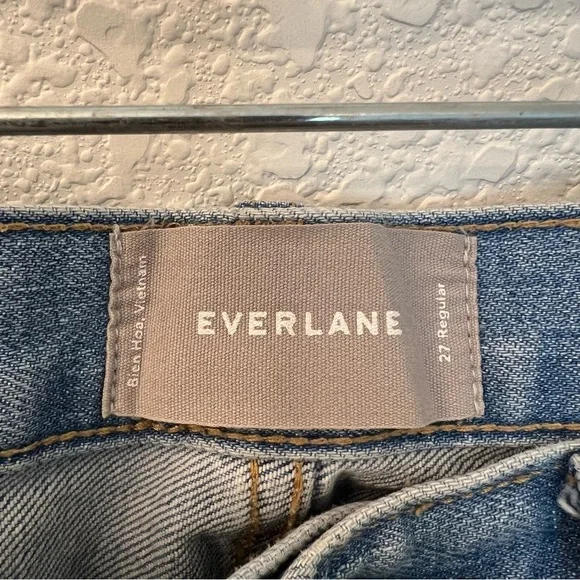 Bien Hoa, Vietnam
EVERLANE
27 Regular